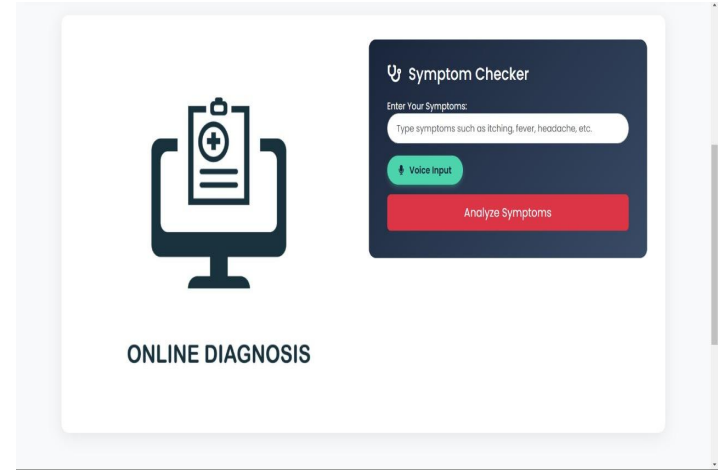 Symptom Checker
Enter Your Symptoms:
Type symptoms such as itching, fever, headache, etc.
Voice Input
Analyze Symptoms
ONLINE DIAGNOSIS